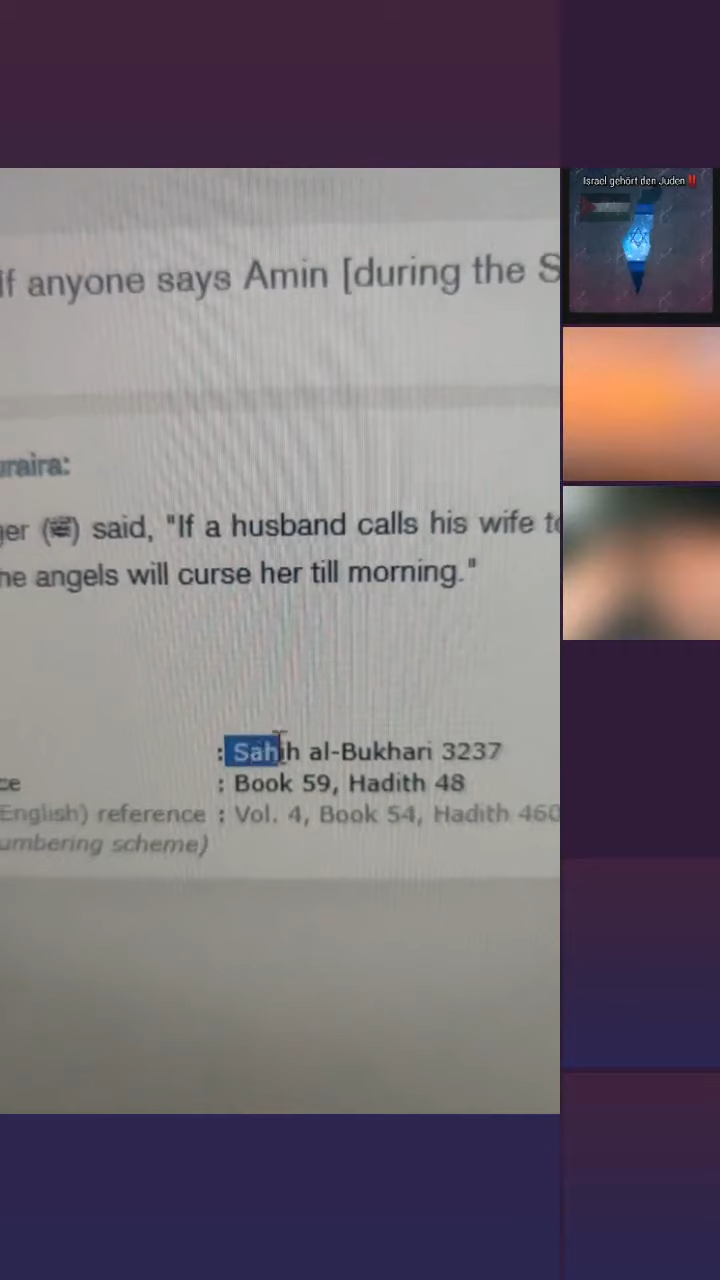 if anyone says Amin [during the S
uraira:
ger (ﷺ) said, "If a husband calls his wife to
he angels will curse her till morning."
: Sahih al-Bukhari 3237
ce : Book 59, Hadith 48
English) reference : Vol. 4, Book 54, Hadith 460
umbering scheme)
Israel gehört den Juden‼️